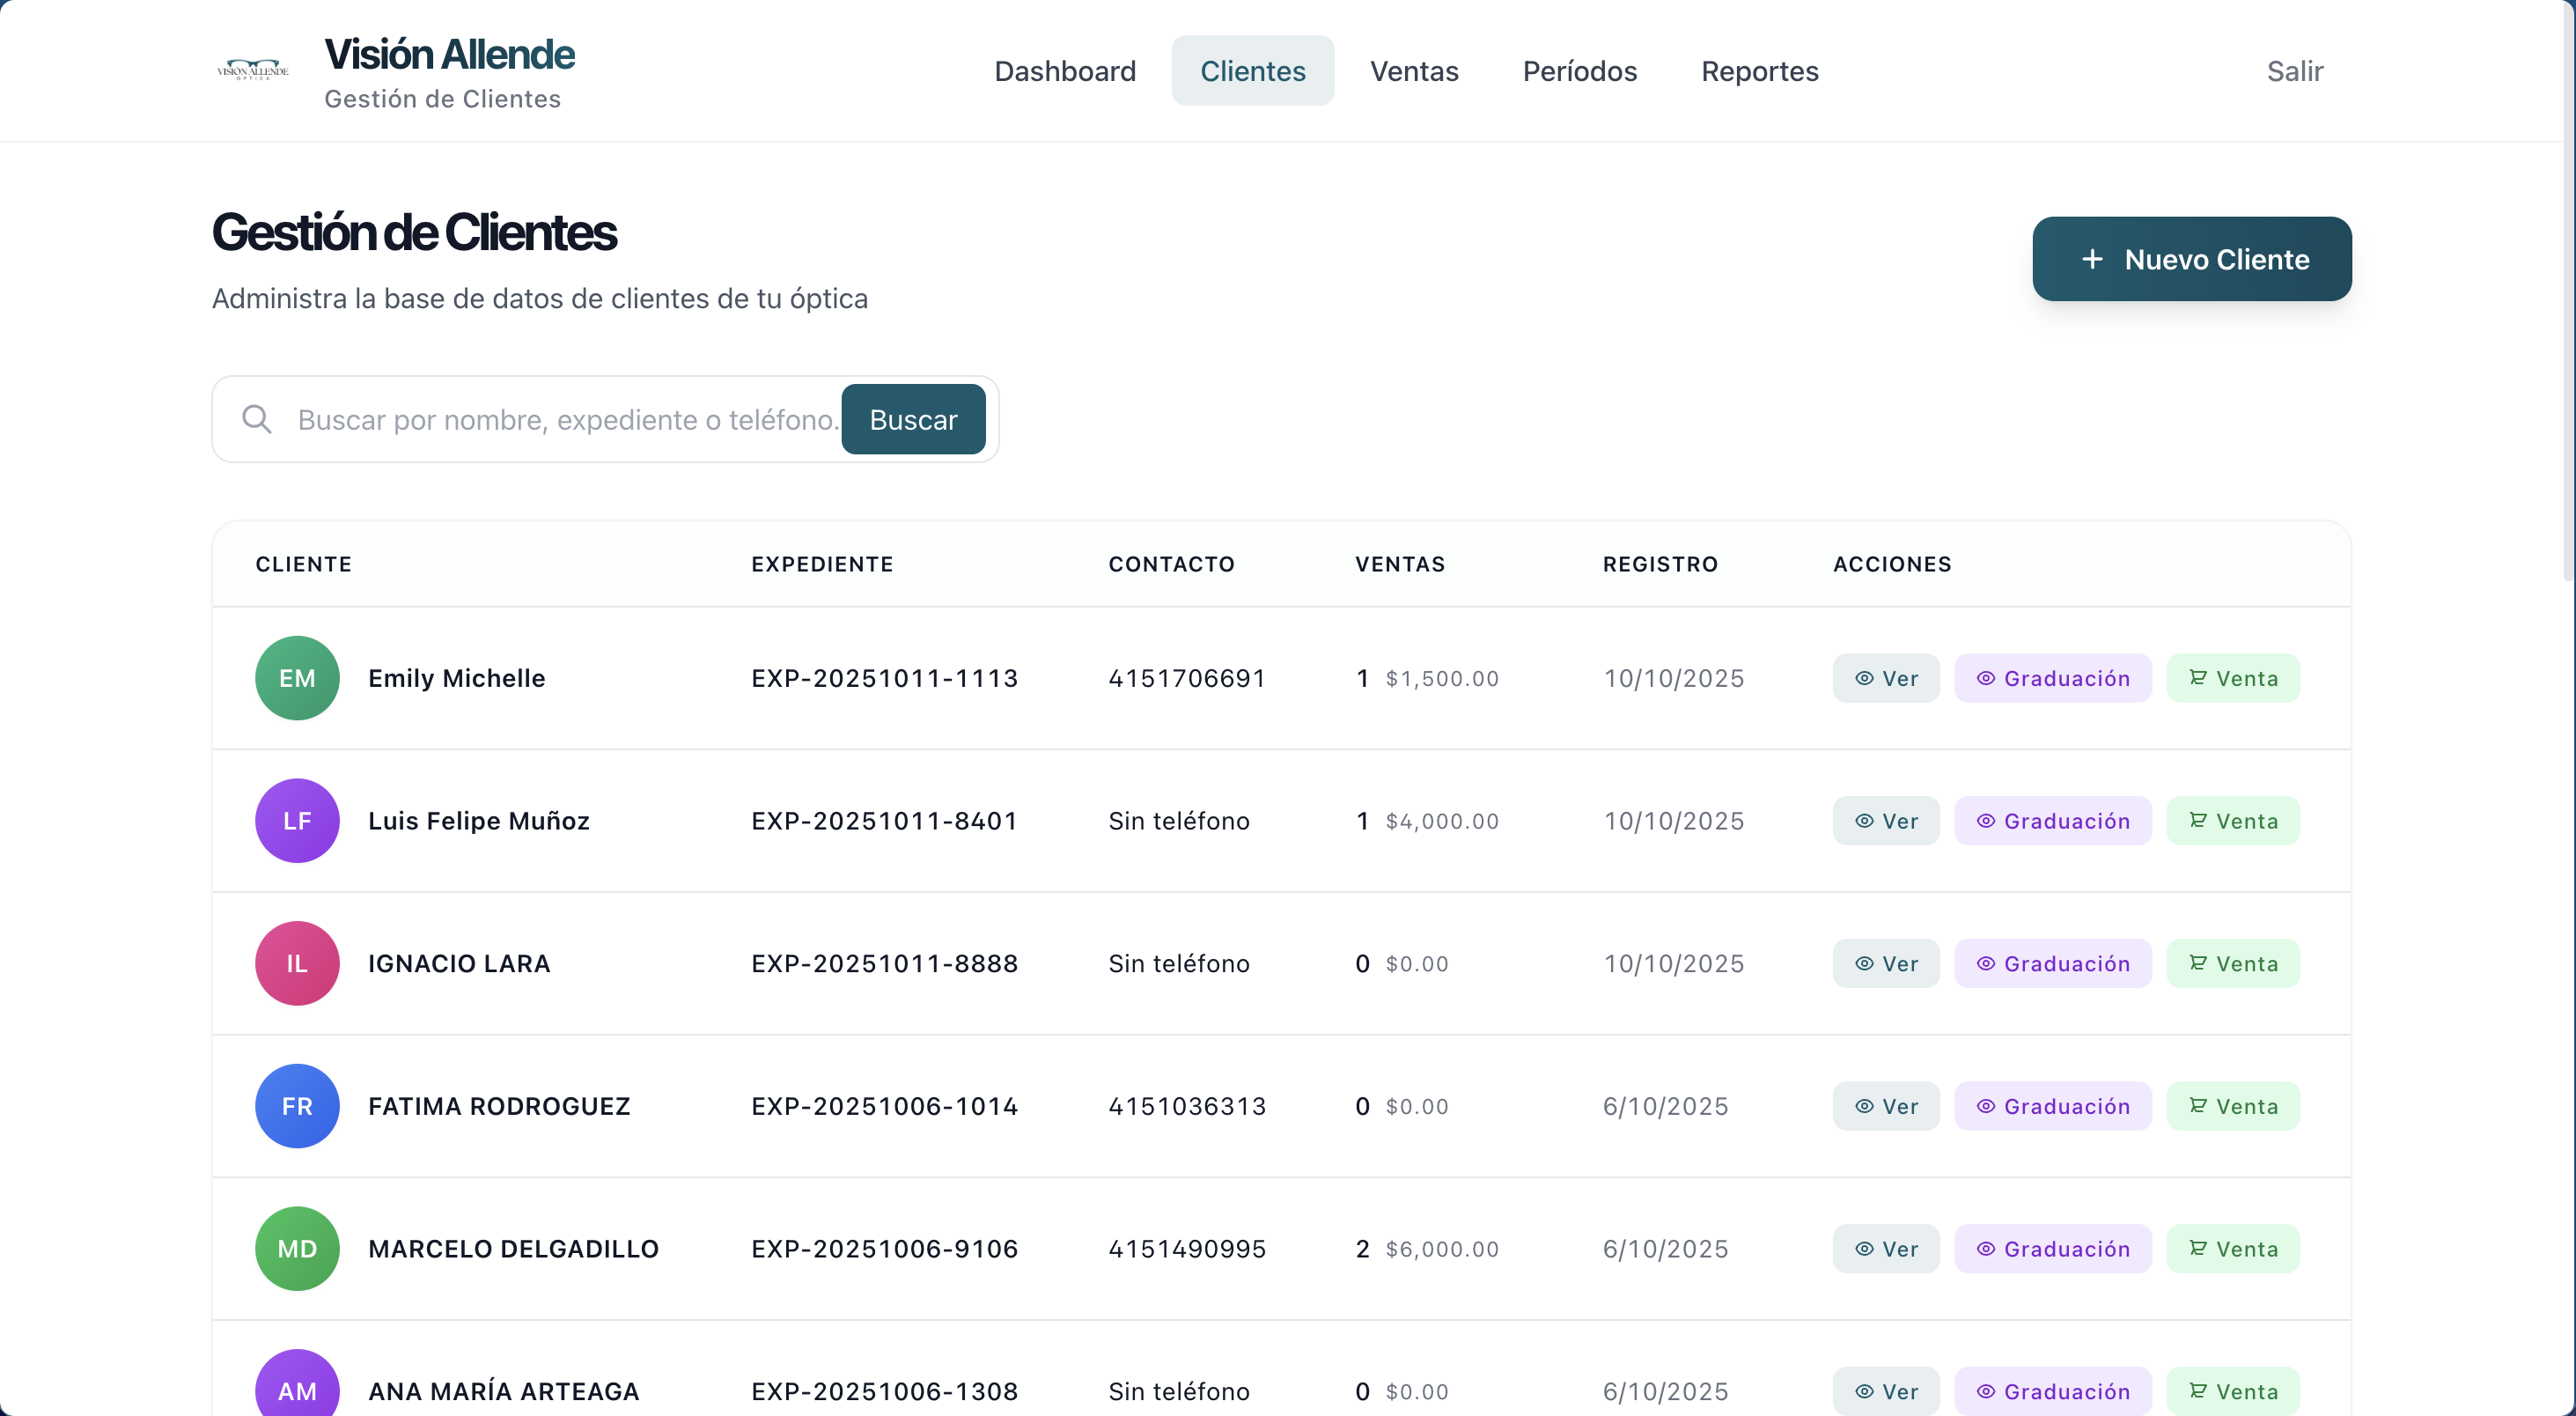 VISIÓN ALLENDE
OPTICA
Visión Allende
Gestión de Clientes
Dashboard Clientes Ventas Períodos Reportes Salir
Gestión de Clientes
Administra la base de datos de clientes de tu óptica
+ Nuevo Cliente
Buscar por nombre, expediente o teléfono. Buscar
CLIENTE EXPEDIENTE CONTACTO VENTAS REGISTRO ACCIONES
EM Emily Michelle EXP-20251011-1113 4151706691 1 $1,500.00 10/10/2025 Ver Graduación Venta
LF Luis Felipe Muñoz EXP-20251011-8401 Sin teléfono 1 $4,000.00 10/10/2025 Ver Graduación Venta
IL IGNACIO LARA EXP-20251011-8888 Sin teléfono 0 $0.00 10/10/2025 Ver Graduación Venta
FR FATIMA RODROGUEZ EXP-20251006-1014 4151036313 0 $0.00 6/10/2025 Ver Graduación Venta
MD MARCELO DELGADILLO EXP-20251006-9106 4151490995 2 $6,000.00 6/10/2025 Ver Graduación Venta
AM ANA MARÍA ARTEAGA EXP-20251006-1308 Sin teléfono 0 $0.00 6/10/2025 Ver Graduación Venta